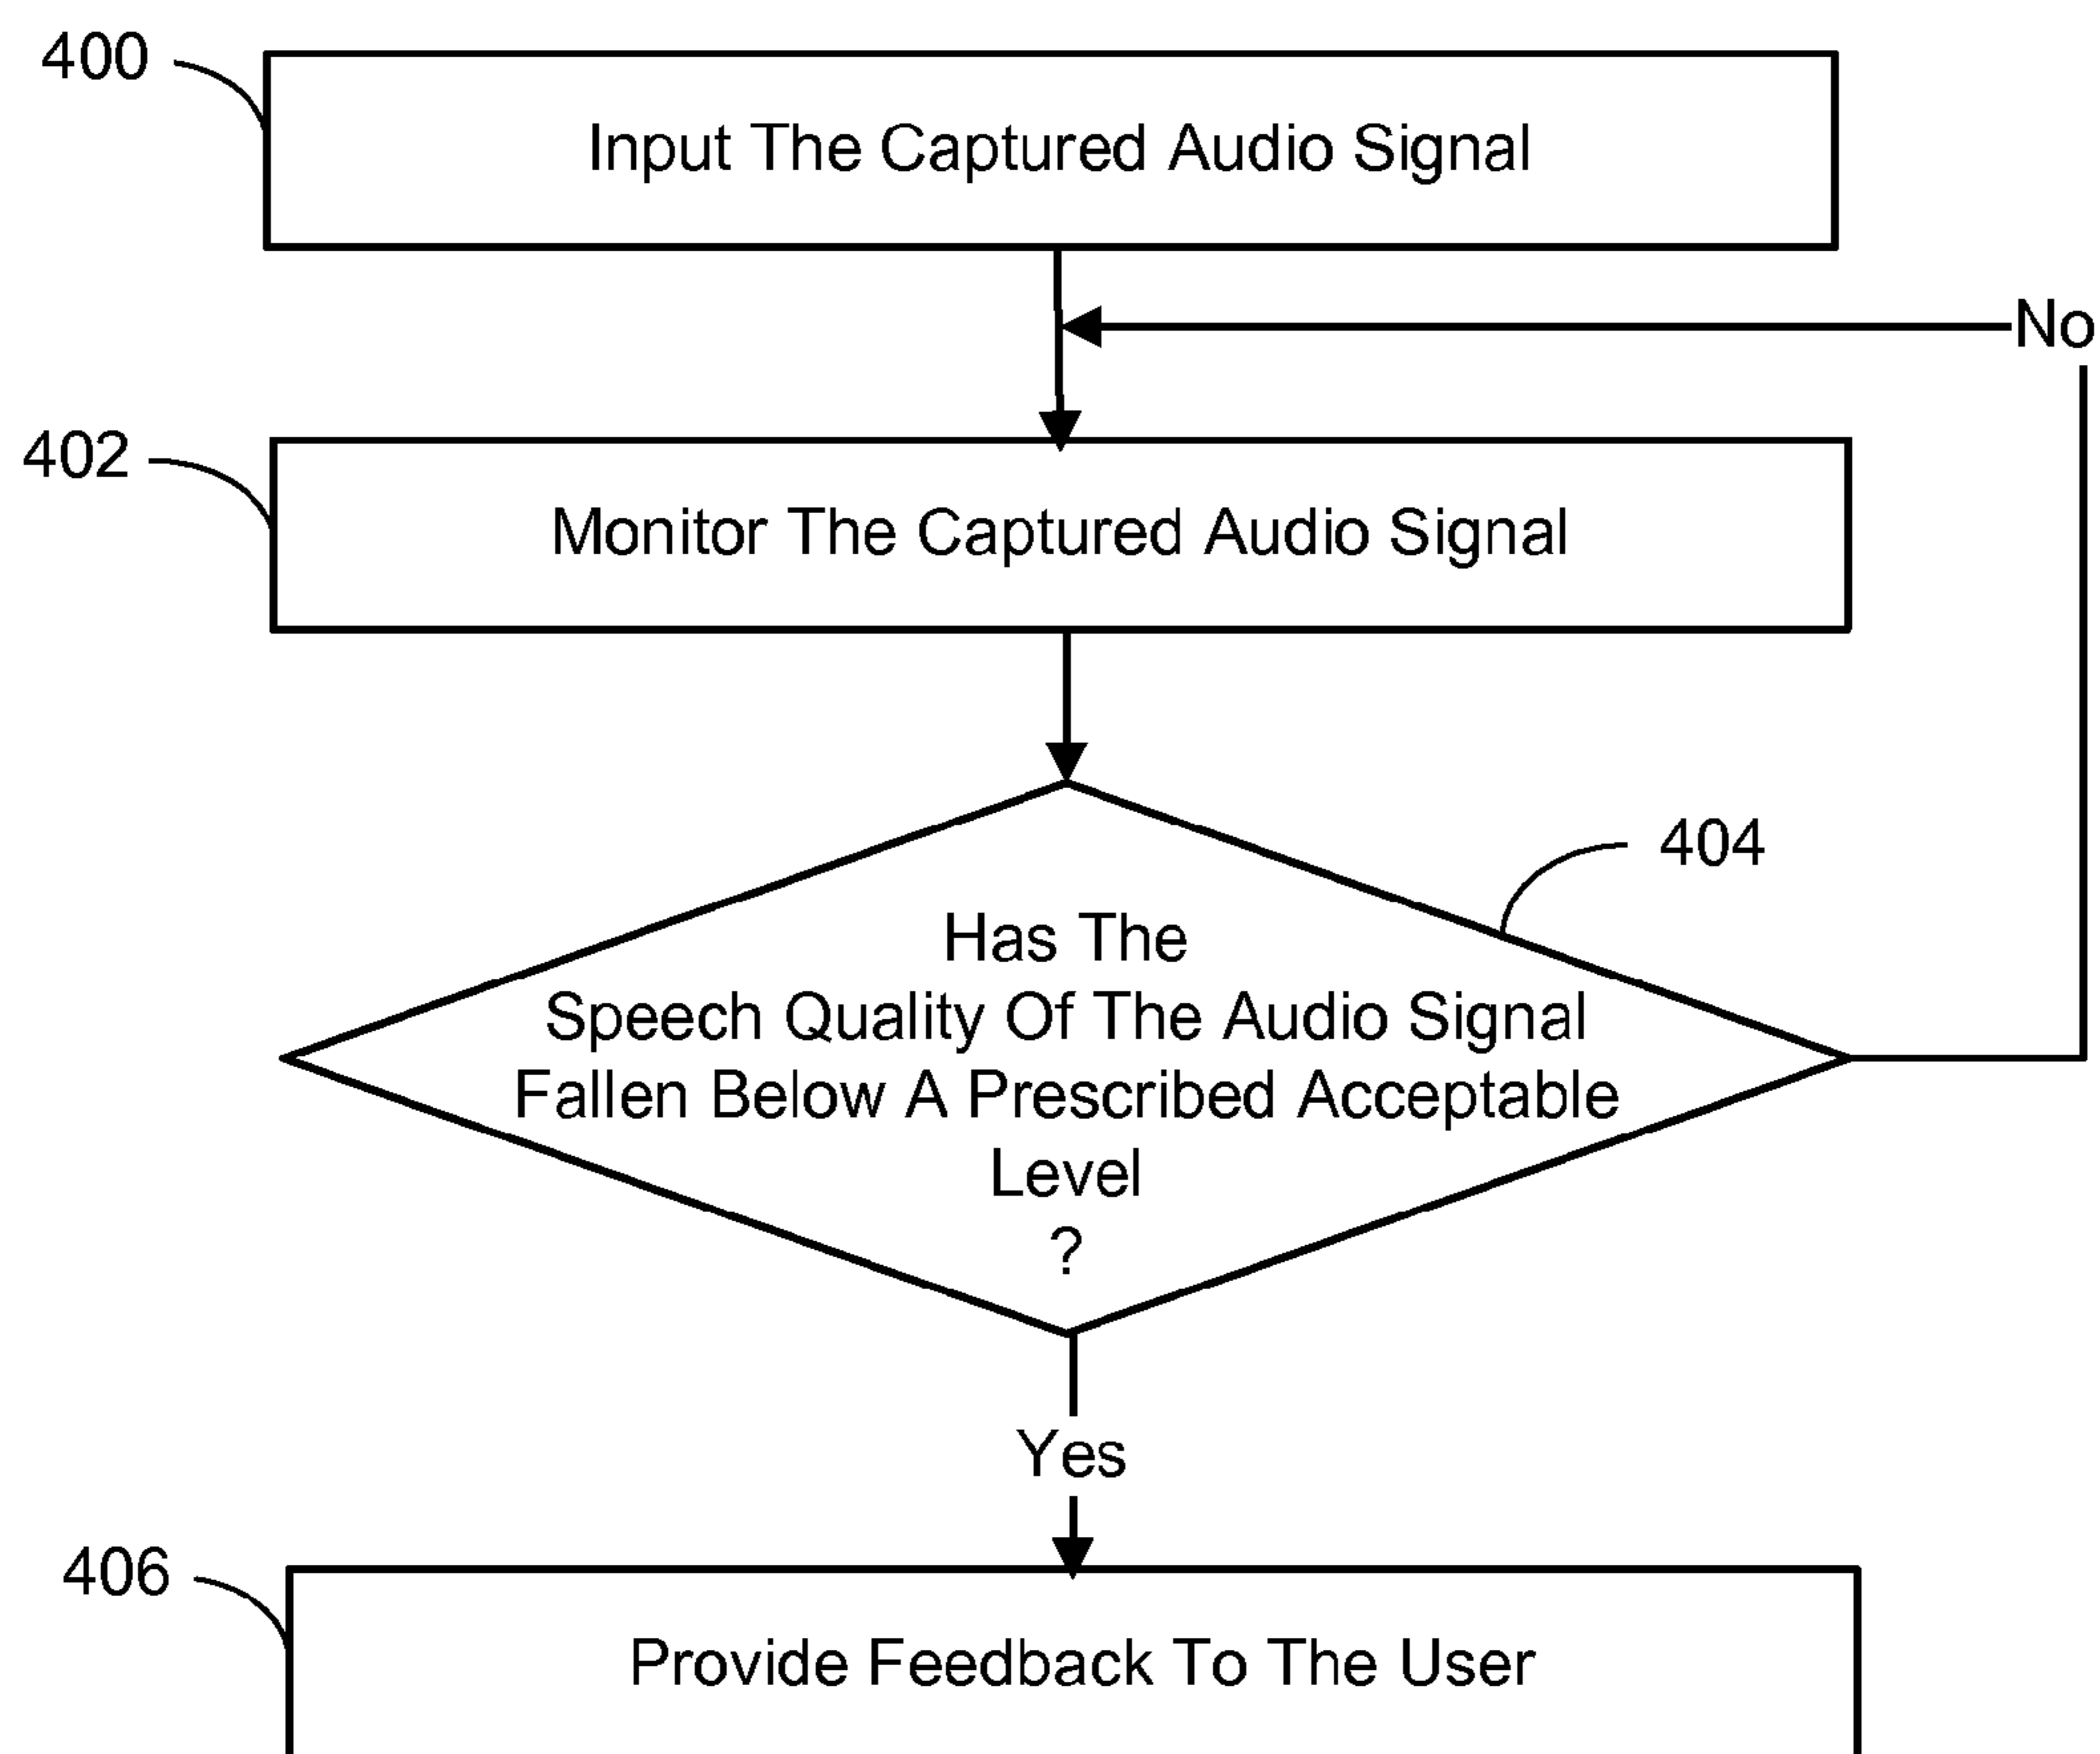 400
Input The Captured Audio Signal
No
402
Monitor The Captured Audio Signal
404
Has The
Speech Quality Of The Audio Signal
Fallen Below A Prescribed Acceptable
Level
?
Yes
406
Provide Feedback To The User